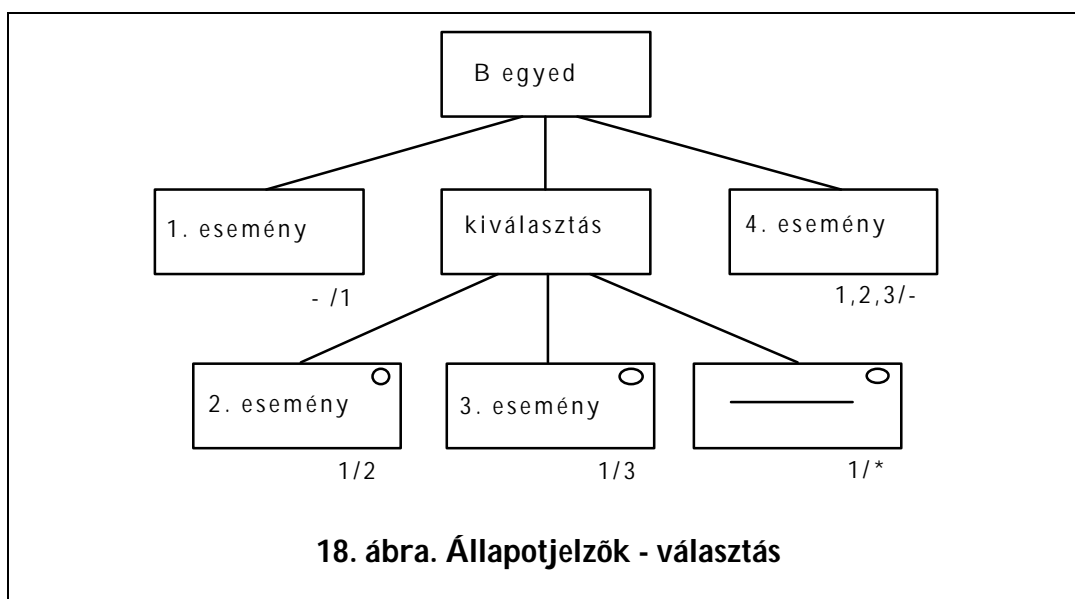 B egyed
1. esemény
kiválasztás
4. esemény
- /1
1,2,3/-
2. esemény
3. esemény
1/2
1/3
1/*
18. ábra. Állapotjelzõk - választás